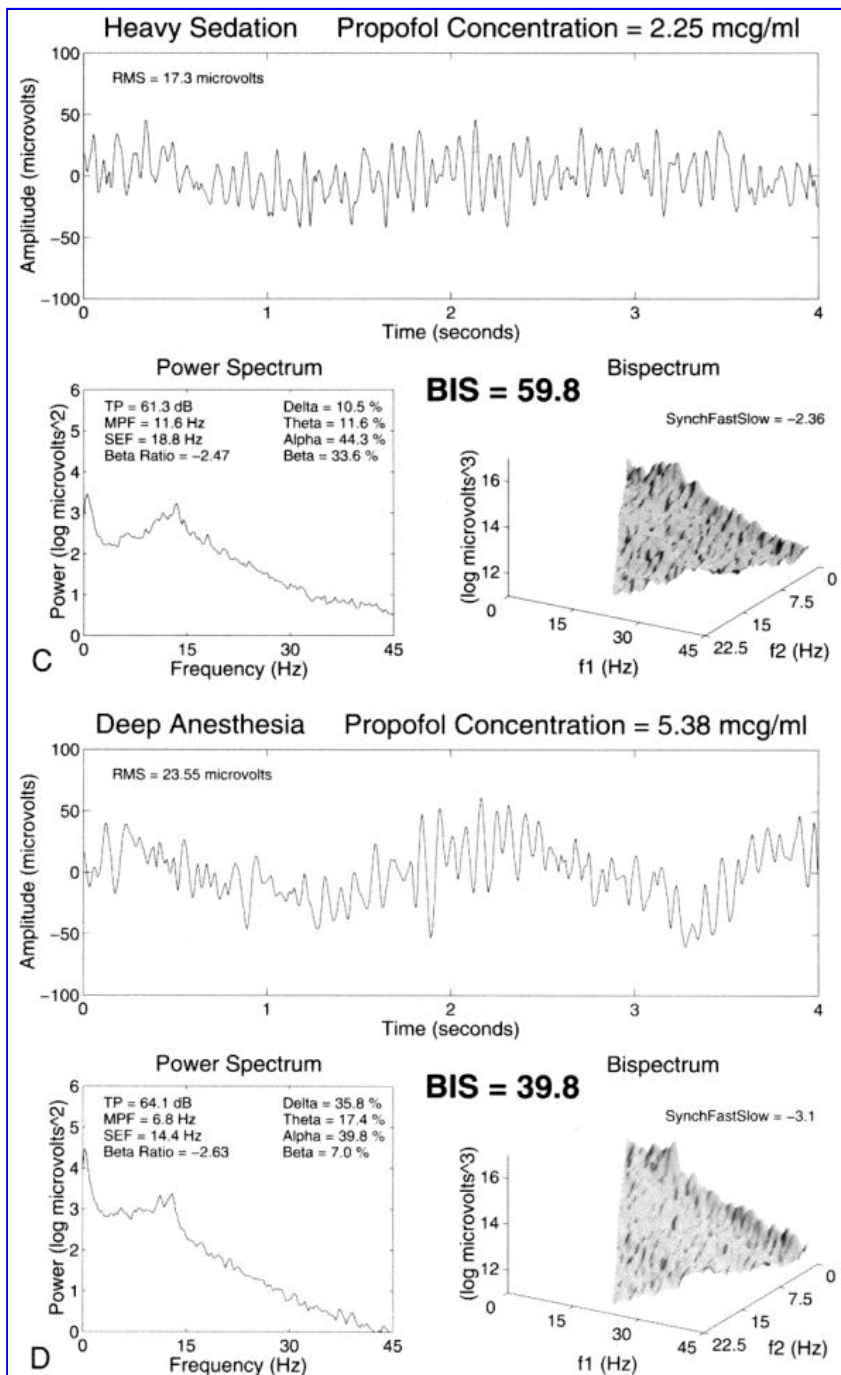 Heavy Sedation Propofol Concentration = 2.25 mcg/ml
100
50
0
−50
−100
Amplitude (microvolts)
RMS = 17.3 microvolts
0 1 2 3 4
Time (seconds)
Power Spectrum
6
5
4
3
2
1
0
Power (log microvolts^2)
TP = 61.3 dB Delta = 10.5 %
MPF = 11.6 Hz Theta = 11.6 %
SEF = 18.8 Hz Alpha = 44.3 %
Beta Ratio = −2.47 Beta = 33.6 %
0 15 30 45
Frequency (Hz)
C
BIS = 59.8
Bispectrum
SynchFastSlow = −2.36
16
14
12
(log microvolts^3)
0 15 30 45
f1 (Hz)
22.5 15 7.5 0
f2 (Hz)
Deep Anesthesia Propofol Concentration = 5.38 mcg/ml
100
50
0
−50
−100
Amplitude (microvolts)
RMS = 23.55 microvolts
0 1 2 3 4
Time (seconds)
Power Spectrum
6
5
4
3
2
1
0
Power (log microvolts^2)
TP = 64.1 dB Delta = 35.8 %
MPF = 6.8 Hz Theta = 17.4 %
SEF = 14.4 Hz Alpha = 39.8 %
Beta Ratio = −2.63 Beta = 7.0 %
0 15 30 45
Frequency (Hz)
D
BIS = 39.8
Bispectrum
SynchFastSlow = −3.1
16
14
12
(log microvolts^3)
0 15 30 45
f1 (Hz)
22.5 15 7.5 0
f2 (Hz)